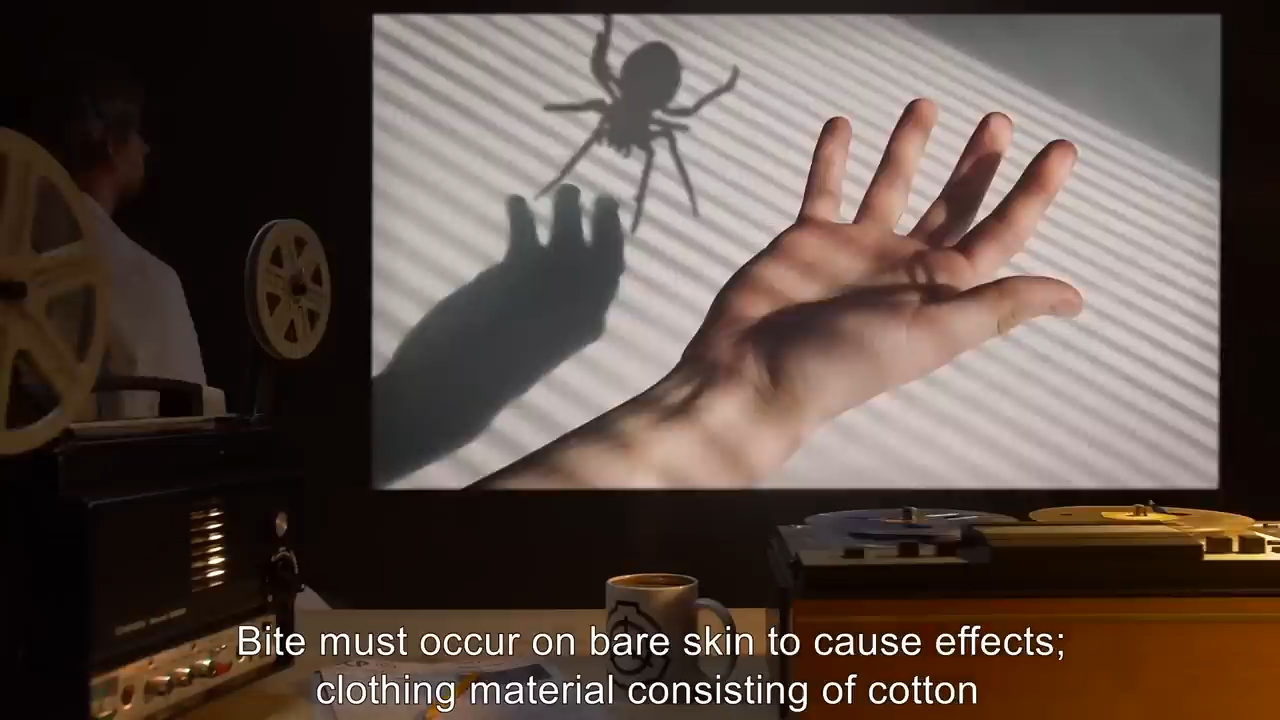 Bite must occur on bare skin to cause effects;
clothing material consisting of cotton